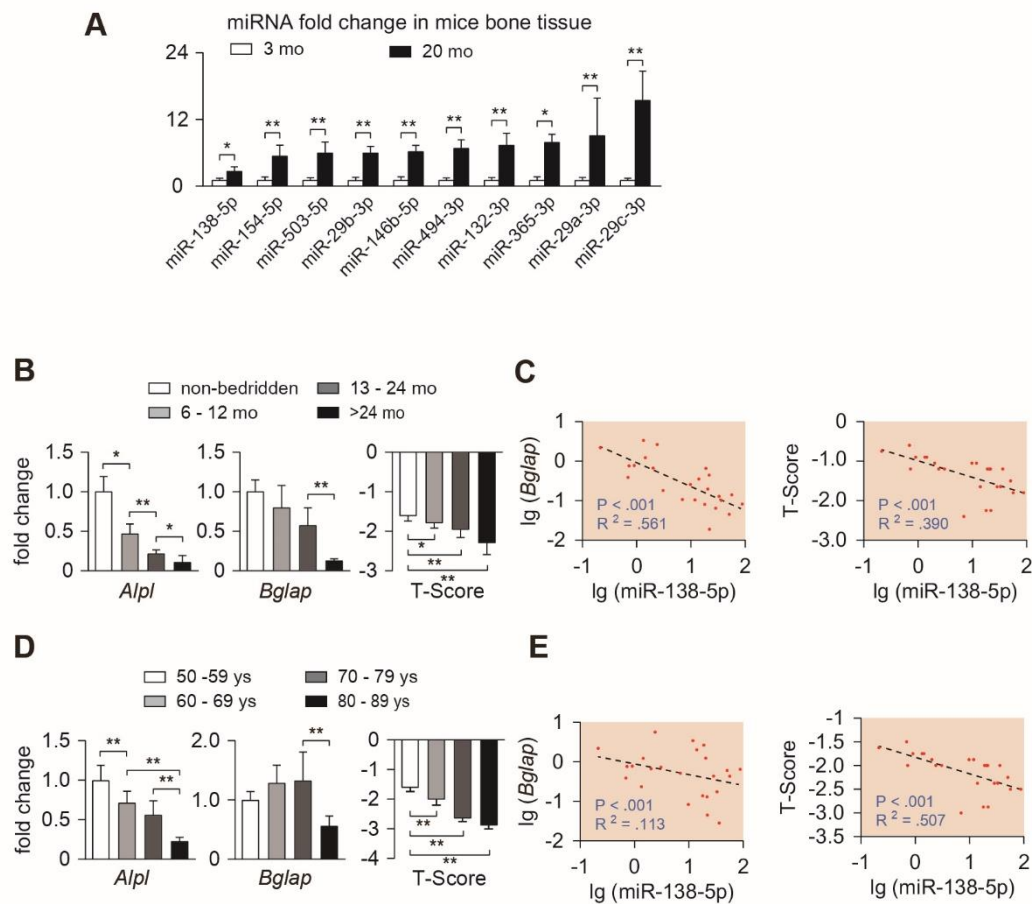 A
miRNA fold change in mice bone tissue
3 mo 20 mo
24
12
0
* ** ** ** ** ** ** * ** **
miR-138-5p
miR-154-5p
miR-503-5p
miR-29b-3p
miR-146b-5p
miR-494-3p
miR-132-3p
miR-365-3p
miR-29a-3p
miR-29c-3p
B
non-bedridden 13 - 24 mo
6 - 12 mo >24 mo
fold change
1.5
1.0
0.5
0
* ** *
Alpl
1.5
1.0
0.5
0
**
Bglap
-0
-1
-2
-3
*
**
**
T-Score
C
lg (Bglap)
1
0
-1
-2
P < .001
R 2 = .561
-1 0 1 2
lg (miR-138-5p)
T-Score
-0
-1.0
-2.0
-3.0
P < .001
R 2 = .390
-1 0 1 2
lg (miR-138-5p)
D
50 -59 ys 70 - 79 ys
60 - 69 ys 80 - 89 ys
fold change
1.5
1.0
0.5
0
** ** **
Alpl
2.0
1.0
0
**
Bglap
-0
-1
-2
-3
-4
**
**
**
T-Score
E
lg (Bglap)
1
0
-1
-2
P < .001
R 2 = .113
-1 0 1 2
lg (miR-138-5p)
T-Score
-1
-1.5
-2.0
-2.5
-3.0
-3.5
P < .001
R 2 = .507
-1 0 1 2
lg (miR-138-5p)